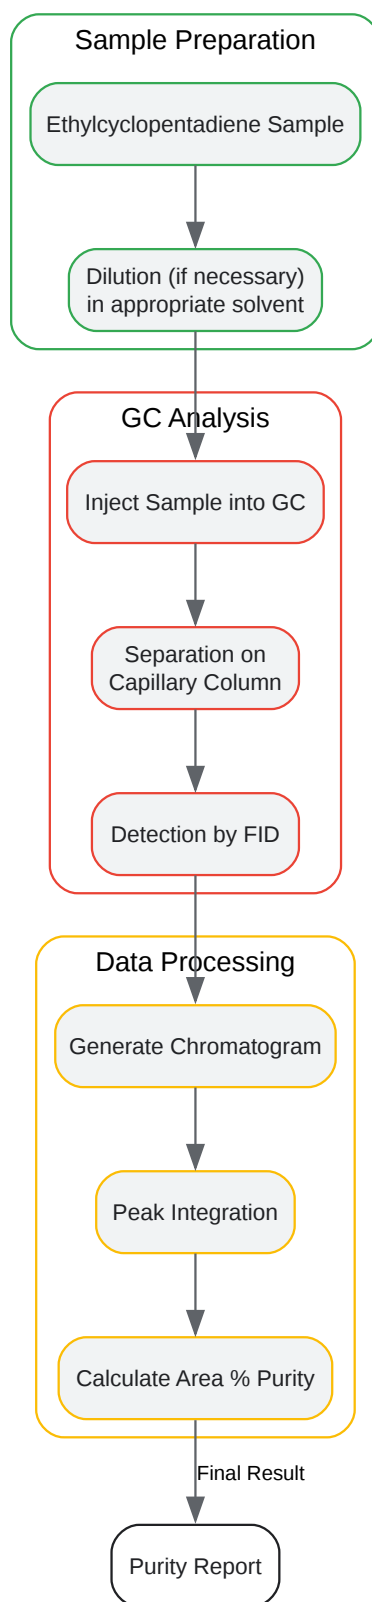 Sample Preparation
Ethylcyclopentadiene Sample
Dilution (if necessary)
in appropriate solvent
GC Analysis
Inject Sample into GC
Separation on
Capillary Column
Detection by FID
Data Processing
Generate Chromatogram
Peak Integration
Calculate Area % Purity
Final Result
Purity Report